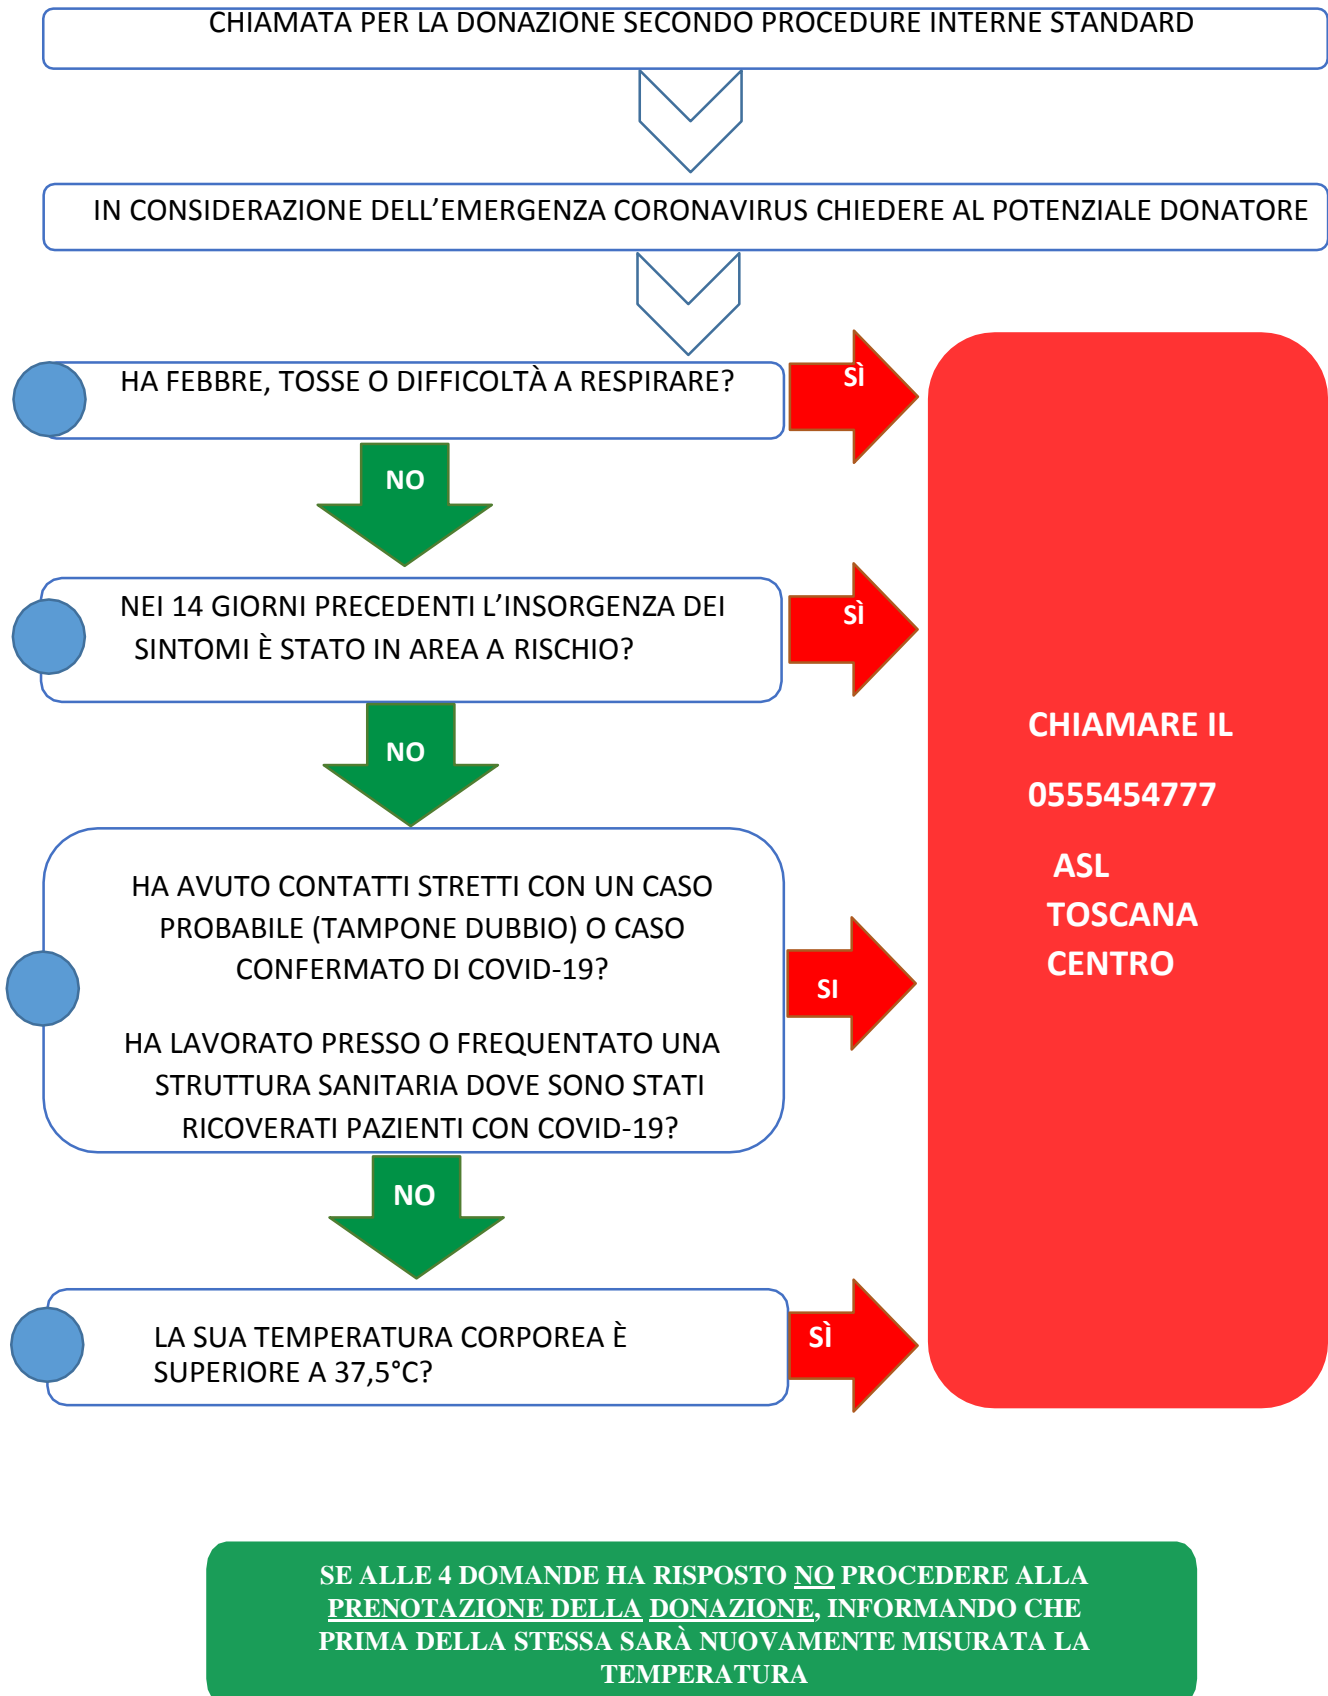 CHIAMATA PER LA DONAZIONE SECONDO PROCEDURE INTERNE STANDARD
IN CONSIDERAZIONE DELL’EMERGENZA CORONAVIRUS CHIEDERE AL POTENZIALE DONATORE
HA FEBBRE, TOSSE O DIFFICOLTÀ A RESPIRARE?
SÌ
NO
NEI 14 GIORNI PRECEDENTI L’INSORGENZA DEI
SINTOMI È STATO IN AREA A RISCHIO?
SÌ
NO
HA AVUTO CONTATTI STRETTI CON UN CASO
PROBABILE (TAMPONE DUBBIO) O CASO
CONFERMATO DI COVID-19?
HA LAVORATO PRESSO O FREQUENTATO UNA
STRUTTURA SANITARIA DOVE SONO STATI
RICOVERATI PAZIENTI CON COVID-19?
SI
NO
LA SUA TEMPERATURA CORPOREA È
SUPERIORE A 37,5°C?
SÌ
CHIAMARE IL
0555454777
ASL
TOSCANA
CENTRO
SE ALLE 4 DOMANDE HA RISPOSTO NO PROCEDERE ALLA
PRENOTAZIONE DELLA DONAZIONE, INFORMANDO CHE
PRIMA DELLA STESSA SARÀ NUOVAMENTE MISURATA LA
TEMPERATURA